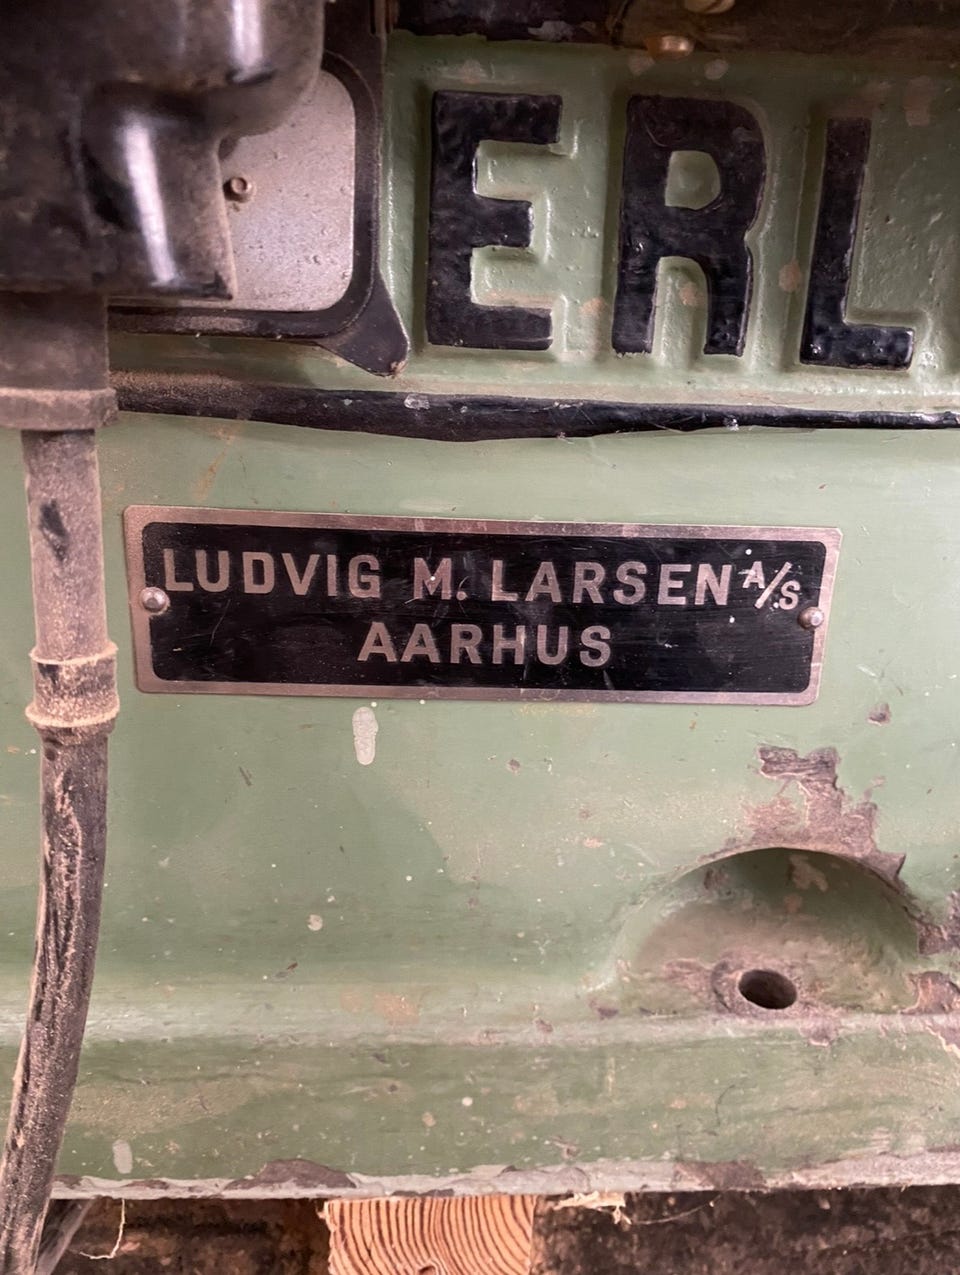 ERL
LUDVIG M. LARSEN A/S
AARHUS